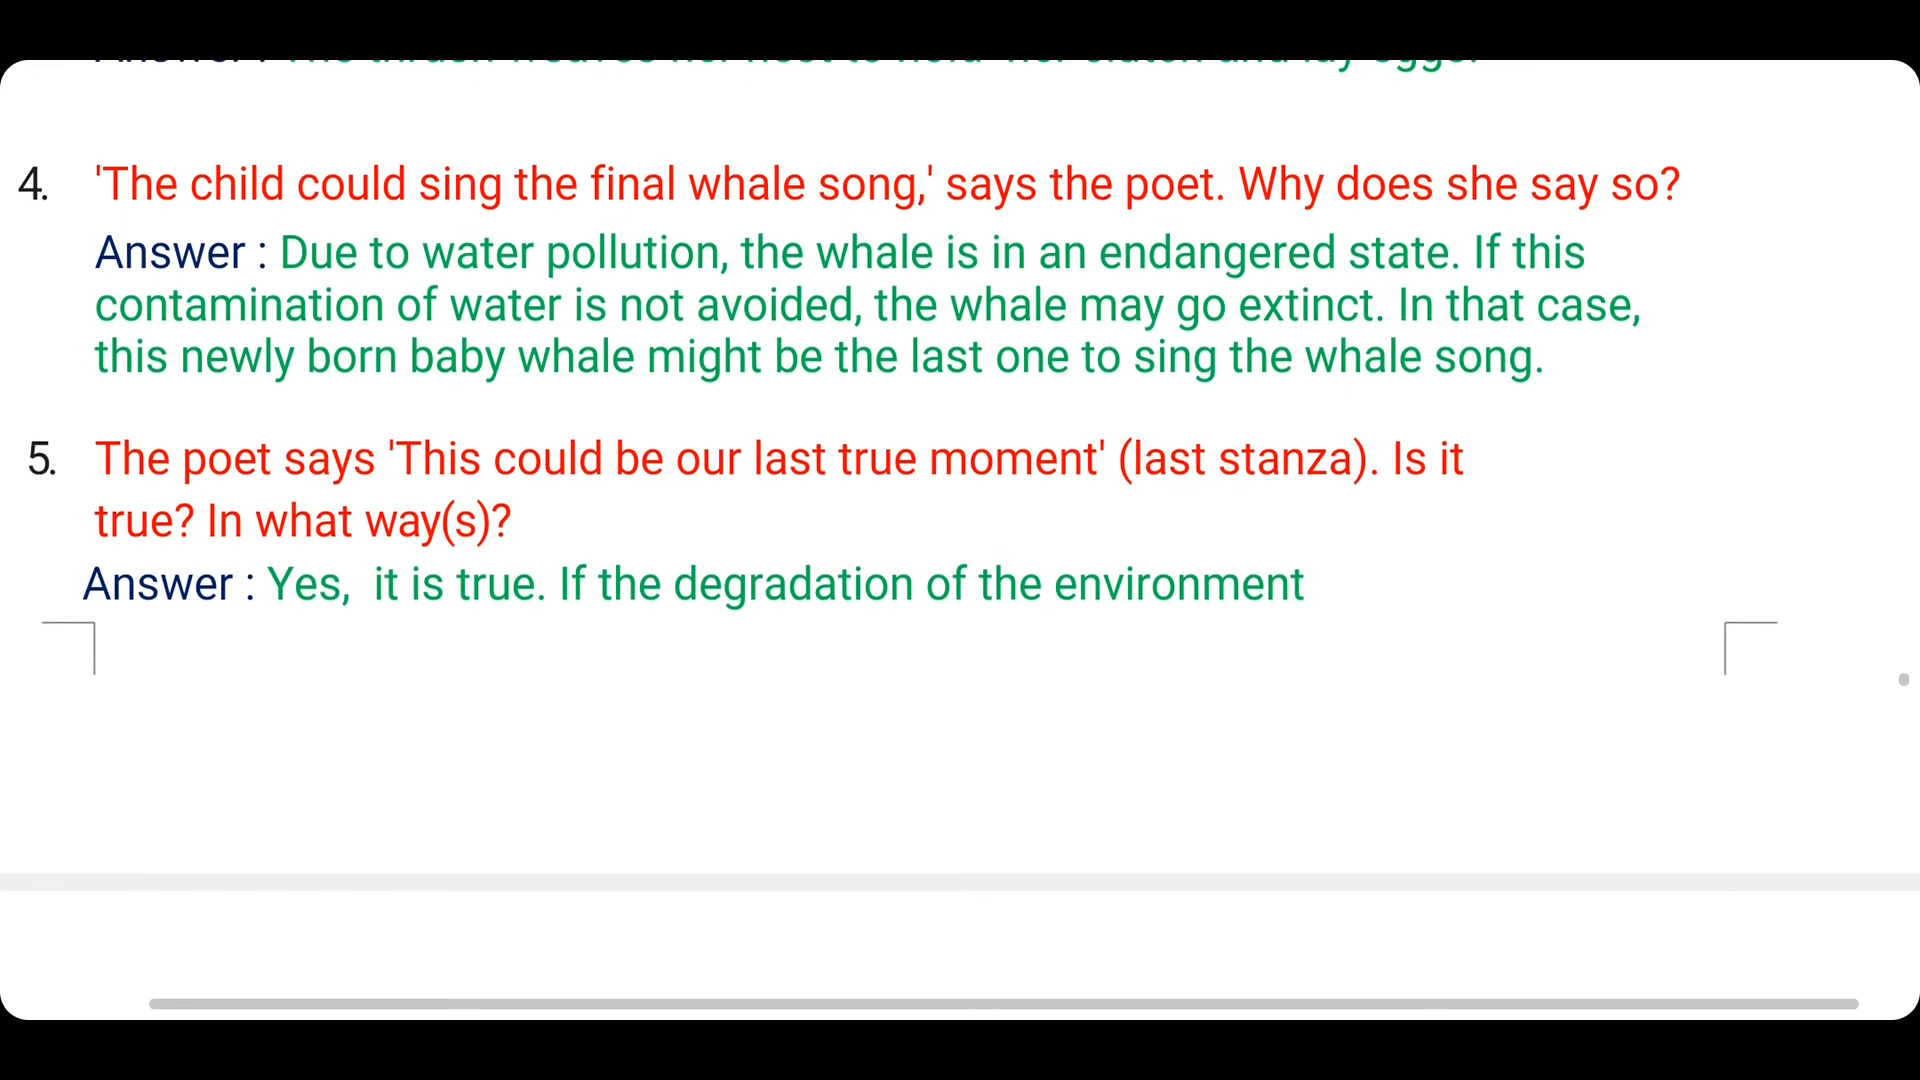 4. 'The child could sing the final whale song,' says the poet. Why does she say so?
Answer : Due to water pollution, the whale is in an endangered state. If this
contamination of water is not avoided, the whale may go extinct. In that case,
this newly born baby whale might be the last one to sing the whale song.
5. The poet says 'This could be our last true moment' (last stanza). Is it
true? In what way(s)?
Answer : Yes,  it is true. If the degradation of the environment